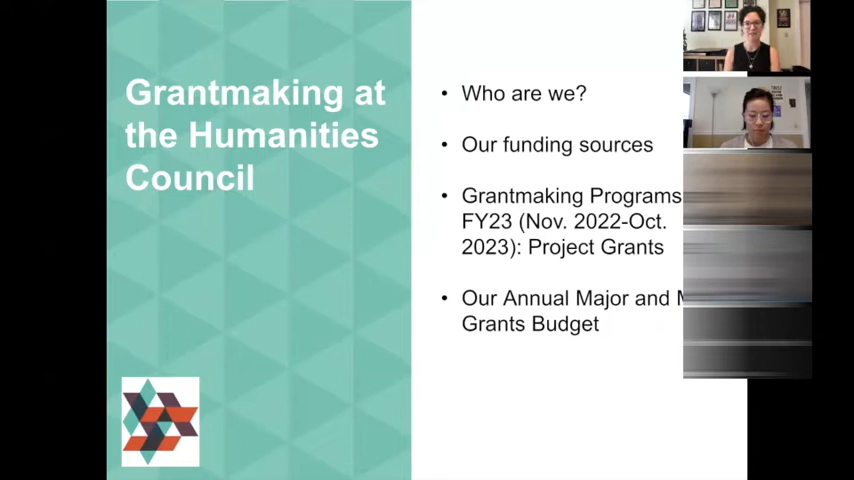 Grantmaking at
the Humanities
Council
• Who are we?
• Our funding sources
• Grantmaking Programs
FY23 (Nov. 2022-Oct.
2023): Project Grants
• Our Annual Major and
Grants Budget